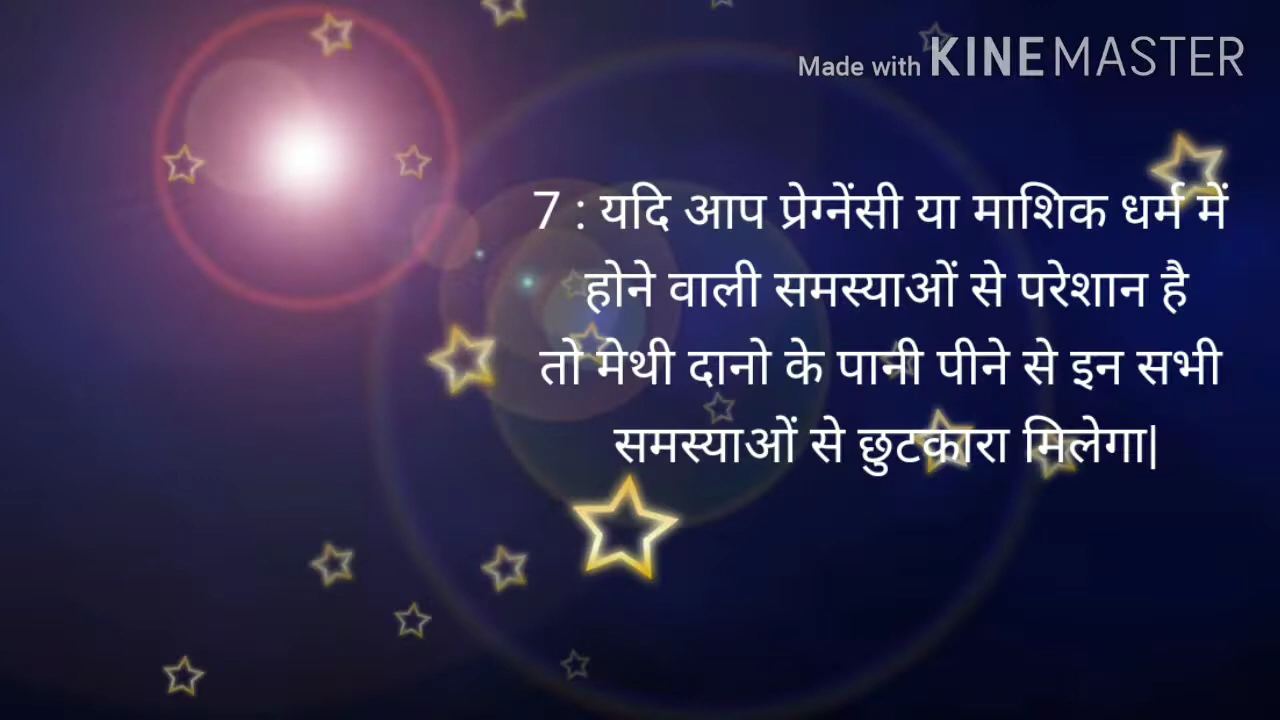 Made with KINEMASTER
7 : यदि आप प्रेग्नेंसी या माशिक धर्म में
होने वाली समस्याओं से परेशान है
तो मेथी दानो के पानी पीने से इन सभी
समस्याओं से छुटकारा मिलेगा|